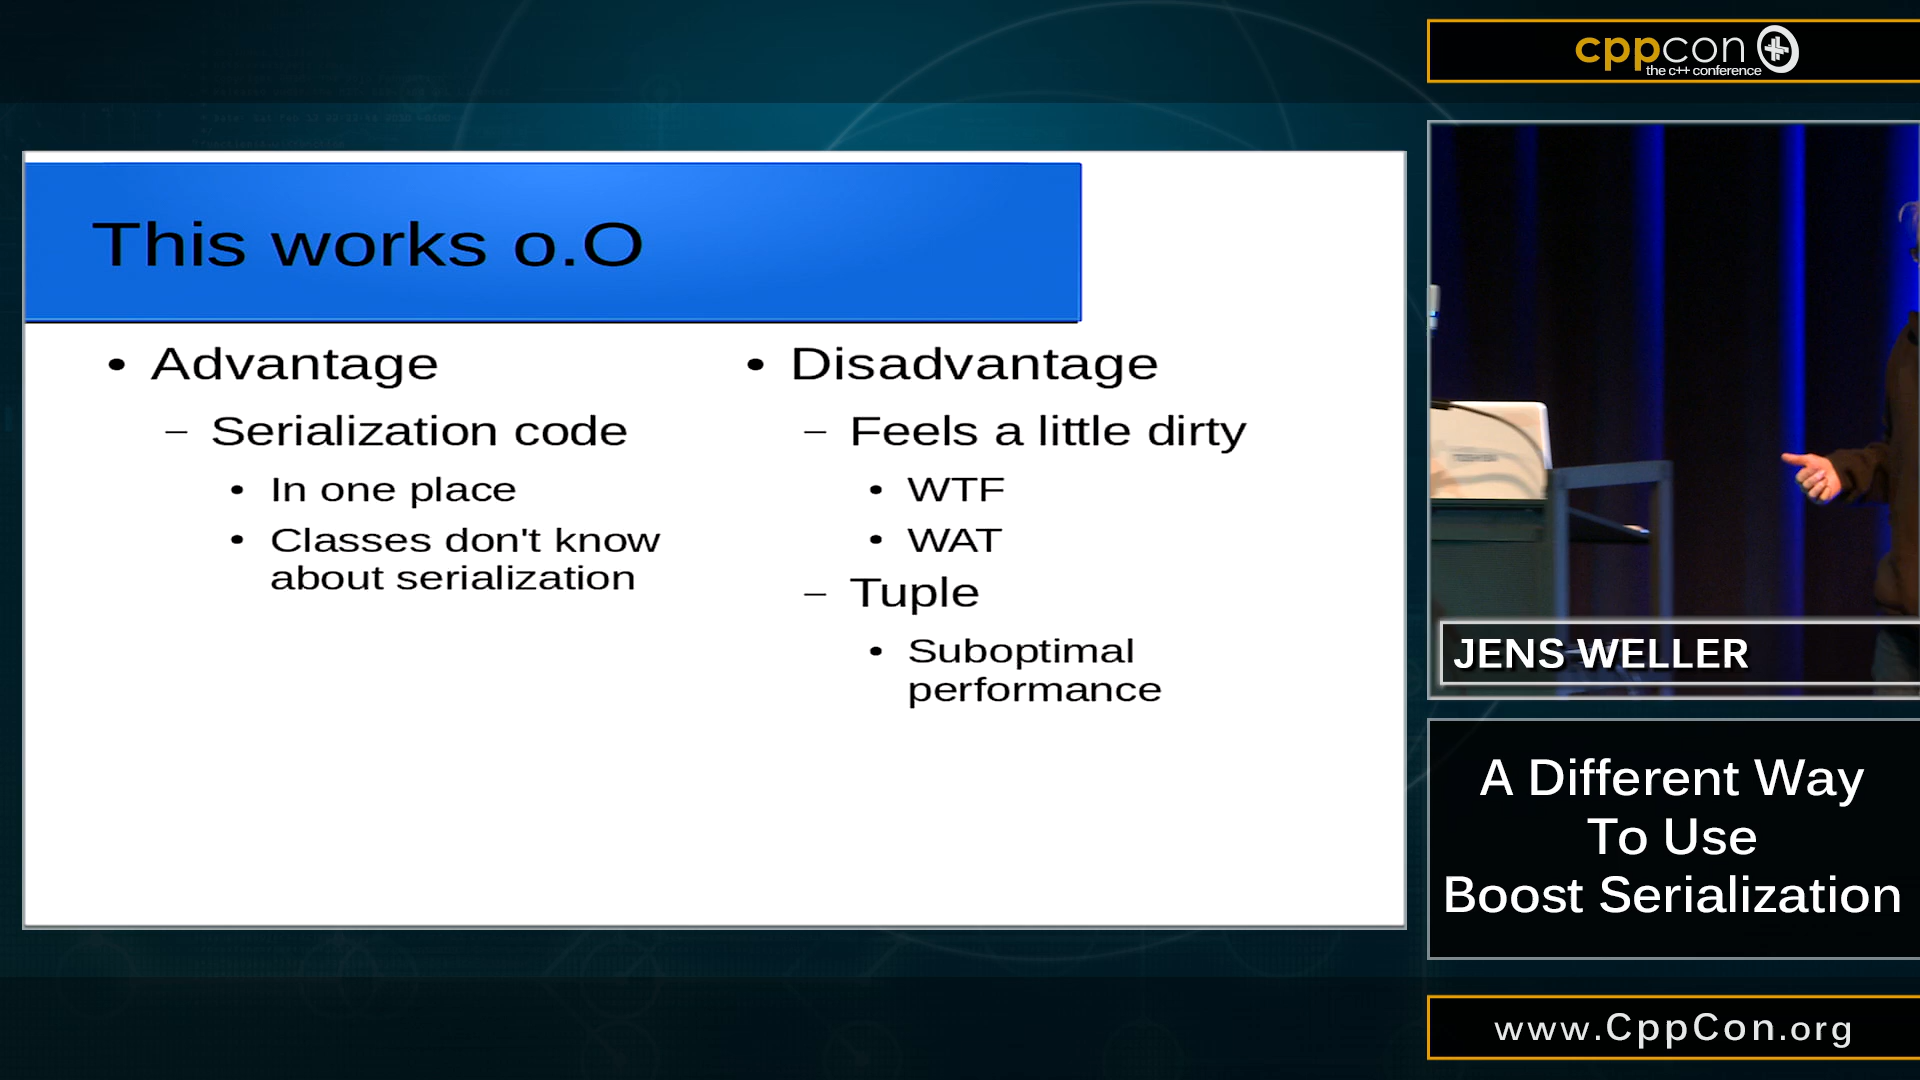 cppcon
the c++ conference
This works o.O
• Advantage
– Serialization code
• In one place
• Classes don't know
about serialization
• Disadvantage
– Feels a little dirty
• WTF
• WAT
– Tuple
• Suboptimal
performance
JENS WELLER
A Different Way
To Use
Boost Serialization
www.CppCon.org